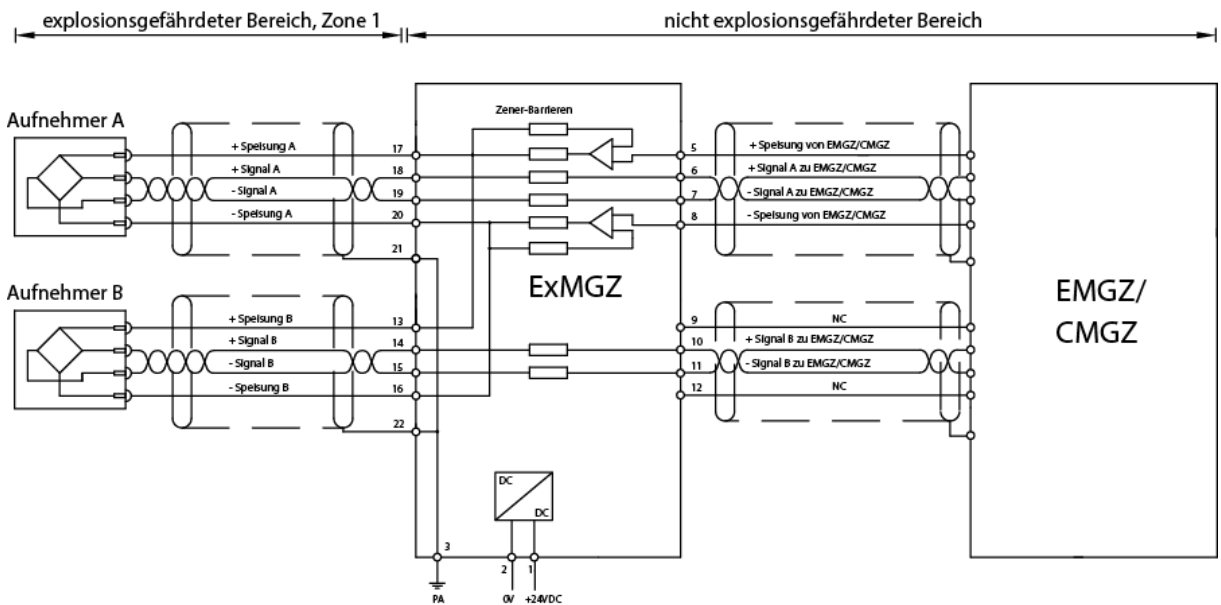 explosionsgefährdeter Bereich, Zone 1
nicht explosionsgefährdeter Bereich
Aufnehmer A
+ Speisung A
+ Signal A
- Signal A
- Speisung A
17
18
19
20
21
Zener-Barrieren
5
6
7
8
+ Speisung von EMGZ/CMGZ
+ Signal A zu EMGZ/CMGZ
- Signal A zu EMGZ/CMGZ
- Speisung von EMGZ/CMGZ
ExMGZ
EMGZ/
CMGZ
Aufnehmer B
+ Speisung B
+ Signal B
- Signal B
- Speisung B
13
14
15
16
22
9
10
11
12
NC
+ Signal B zu EMGZ/CMGZ
- Signal B zu EMGZ/CMGZ
NC
DC
DC
3
2
1
PA
0V
+24VDC